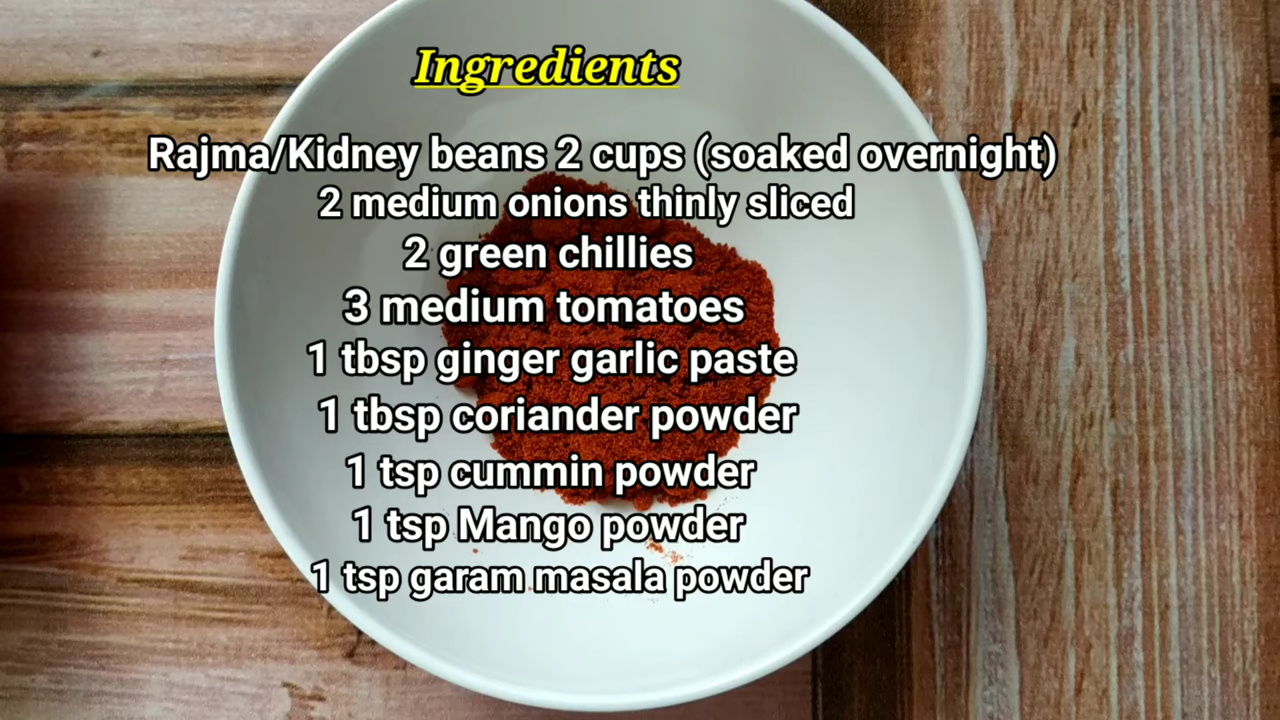 Ingredients
Rajma/Kidney beans 2 cups (soaked overnight)
2 medium onions thinly sliced
2 green chillies
3 medium tomatoes
1 tbsp ginger garlic paste
1 tbsp coriander powder
1 tsp cummin powder
1 tsp Mango powder
1 tsp garam masala powder